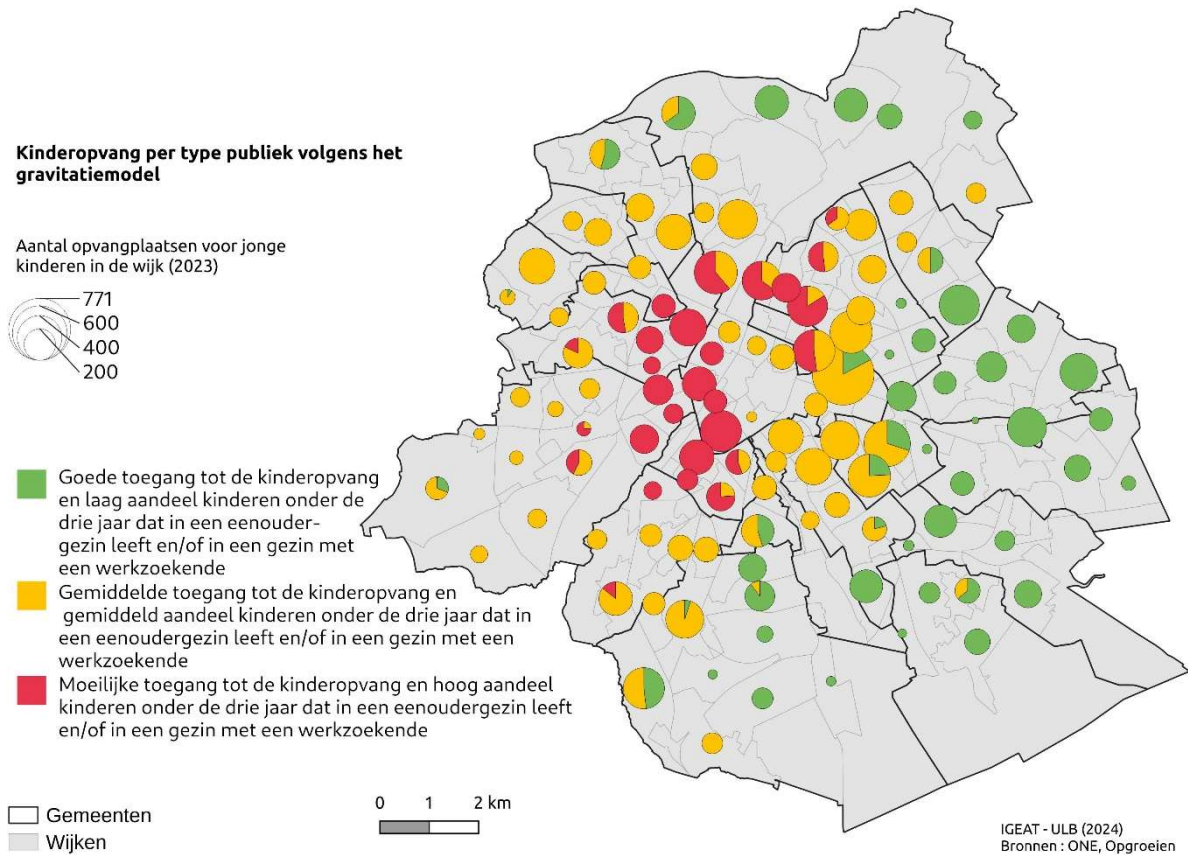 Kinderopvang per type publiek volgens het
gravitatiemodel
Aantal opvangplaatsen voor jonge
kinderen in de wijk (2023)
771
600
400
200
Goede toegang tot de kinderopvang
en laag aandeel kinderen onder de
drie jaar dat in een eenouder-
gezin leeft en/of in een gezin met
een werkzoekende
Gemiddelde toegang tot de kinderopvang en
gemiddeld aandeel kinderen onder de drie jaar dat in
een eenoudergezin leeft en/of in een gezin met een
werkzoekende
Moeilijke toegang tot de kinderopvang en hoog aandeel
kinderen onder de drie jaar dat in een eenoudergezin leeft
en/of in een gezin met een werkzoekende
Gemeenten
Wijken
0 1 2 km
IGEAT - ULB (2024)
Bronnen : ONE, Opgroeien